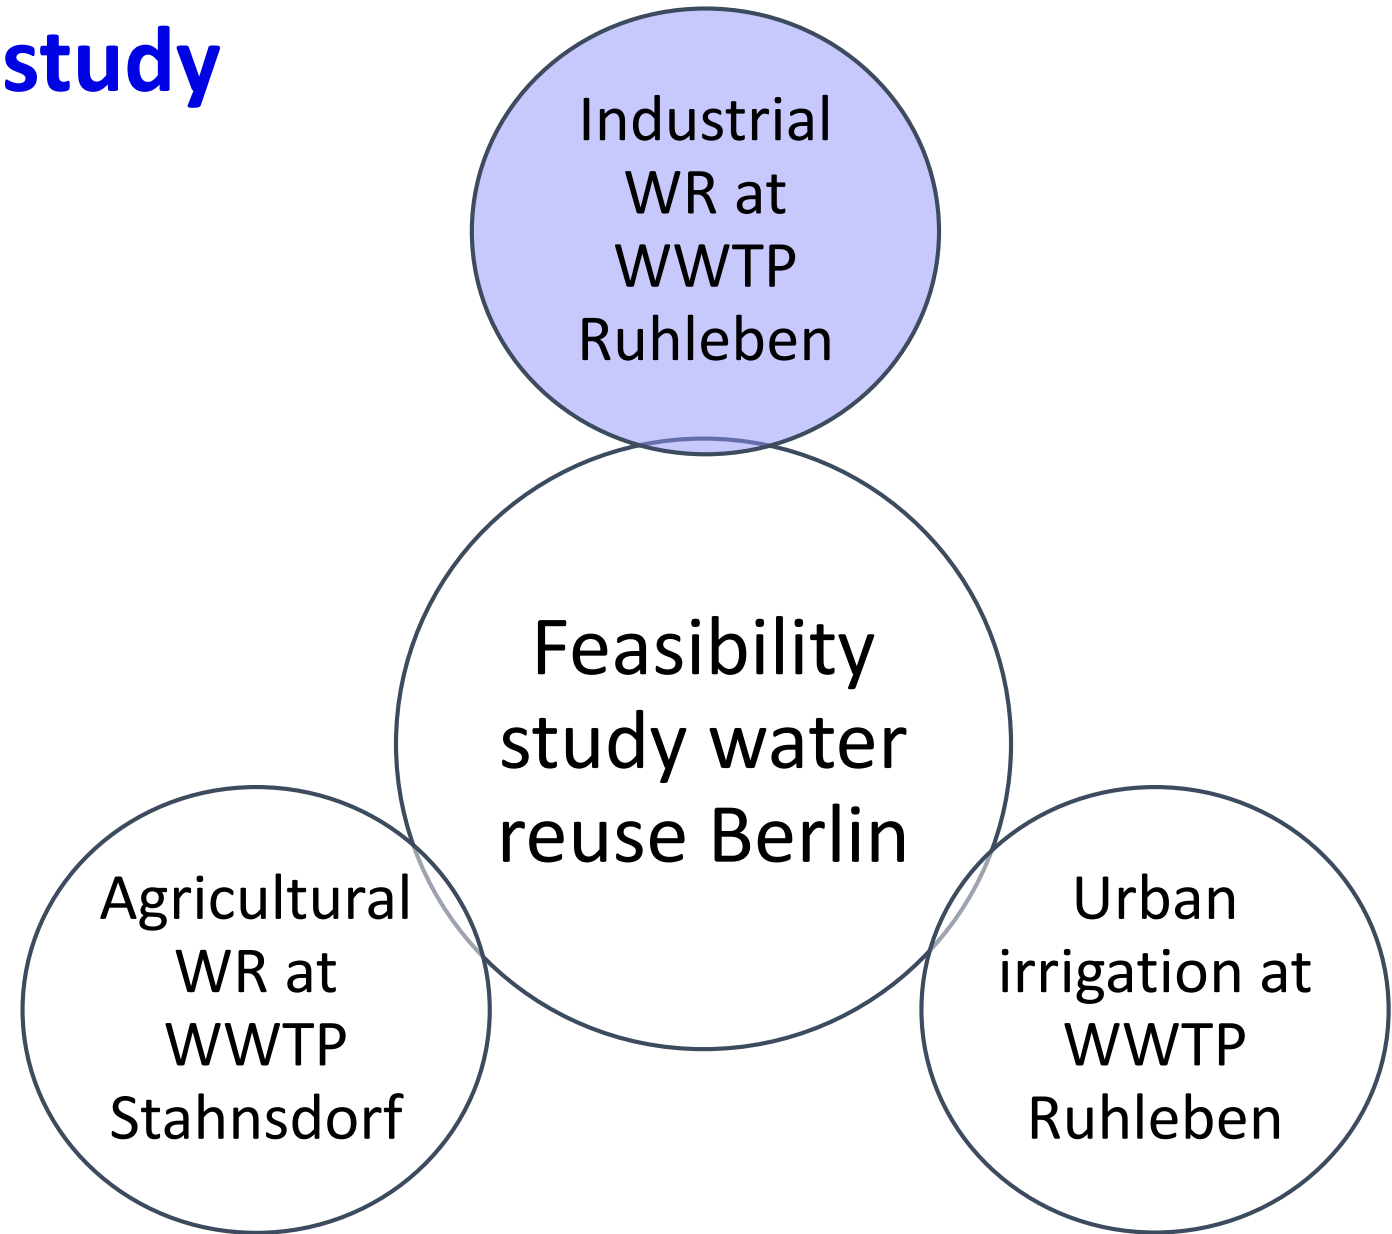 study
Industrial
WR at
WWTP
Ruhleben
Feasibility
study water
reuse Berlin
Agricultural
WR at
WWTP
Stahnsdorf
Urban
irrigation at
WWTP
Ruhleben